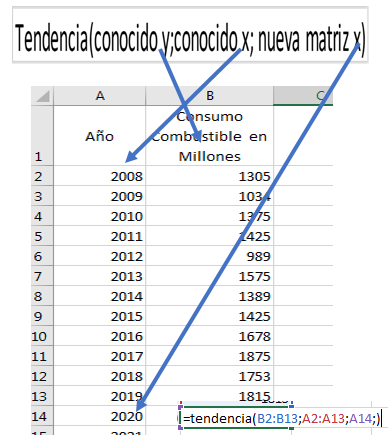 Tendencia(conocido y;conocido x; nueva matriz x)
A B C
Consumo
Año Combustible en
1 Millones
2 2008 1305
3 2009 1034
4 2010 1375
5 2011 1425
6 2012 989
7 2013 1575
8 2014 1389
9 2015 1425
10 2016 1678
11 2017 1875
12 2018 1753
13 2019 1815
14 2020 =tendencia(B2:B13;A2:A13;A14;)
2021